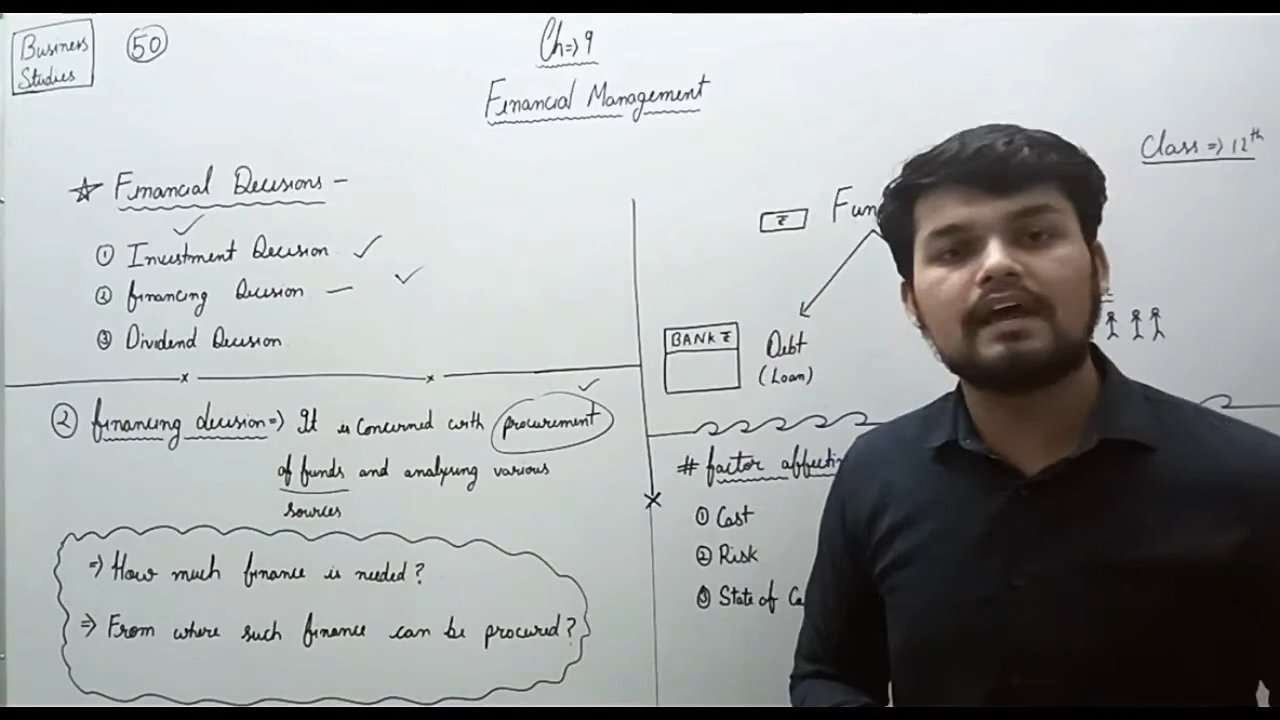 Business
Studies
50
Ch=> 9
Financial Management
Class => 12th
☆ Financial Decisions -
① Investment Decision ✓
② financing Decision —
③ Dividend Decision
② financing decision=> It is concerned with procurement
of funds and analysing various
sources
=> How much finance is needed?
=> From where such finance can be procured?
₹
BANK ₹
Debt
(Loan)
# factor
① Cost
② Risk
③ State of